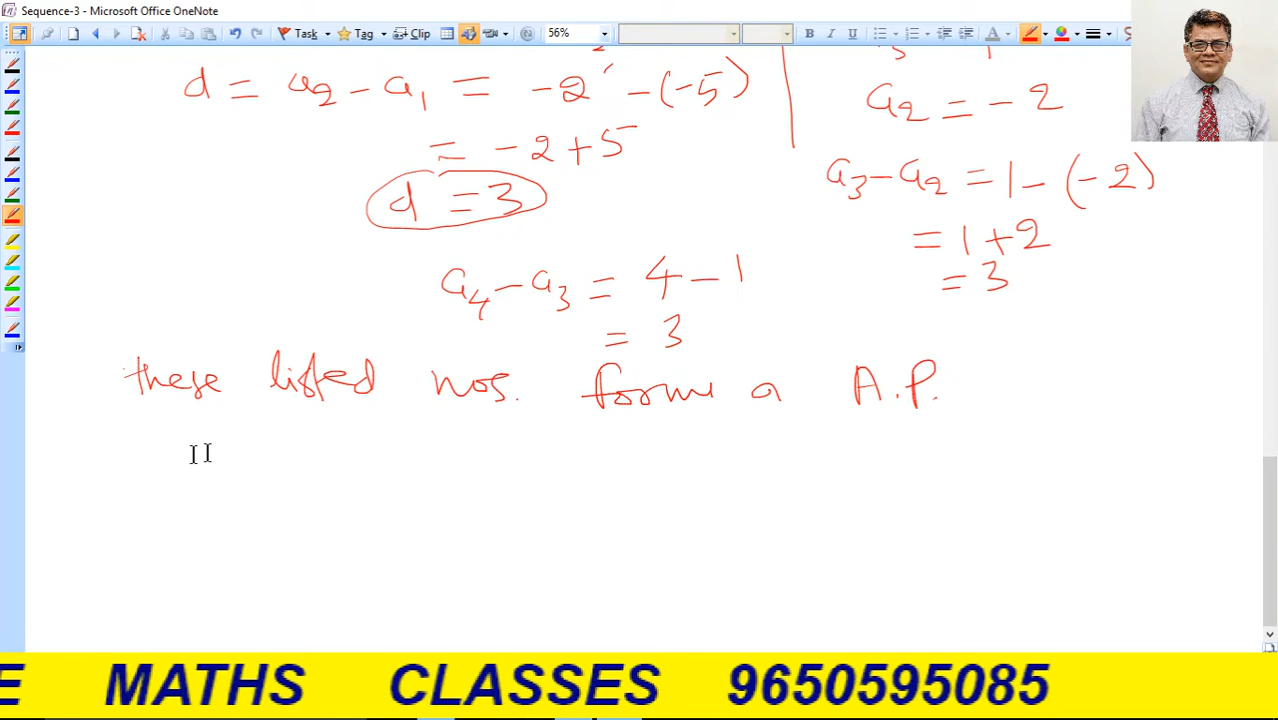 Sequence-3 - Microsoft Office OneNote
Task Tag Clip 56% B I U A
d = a2 - a1 = -2 - (-5)
= -2 + 5
d = 3
a2 = -2
a3 - a2 = 1 - (-2)
= 1 + 2
= 3
a4 - a3 = 4 - 1
= 3
these listed nos. forms a A.P.
E MATHS CLASSES 9650595085